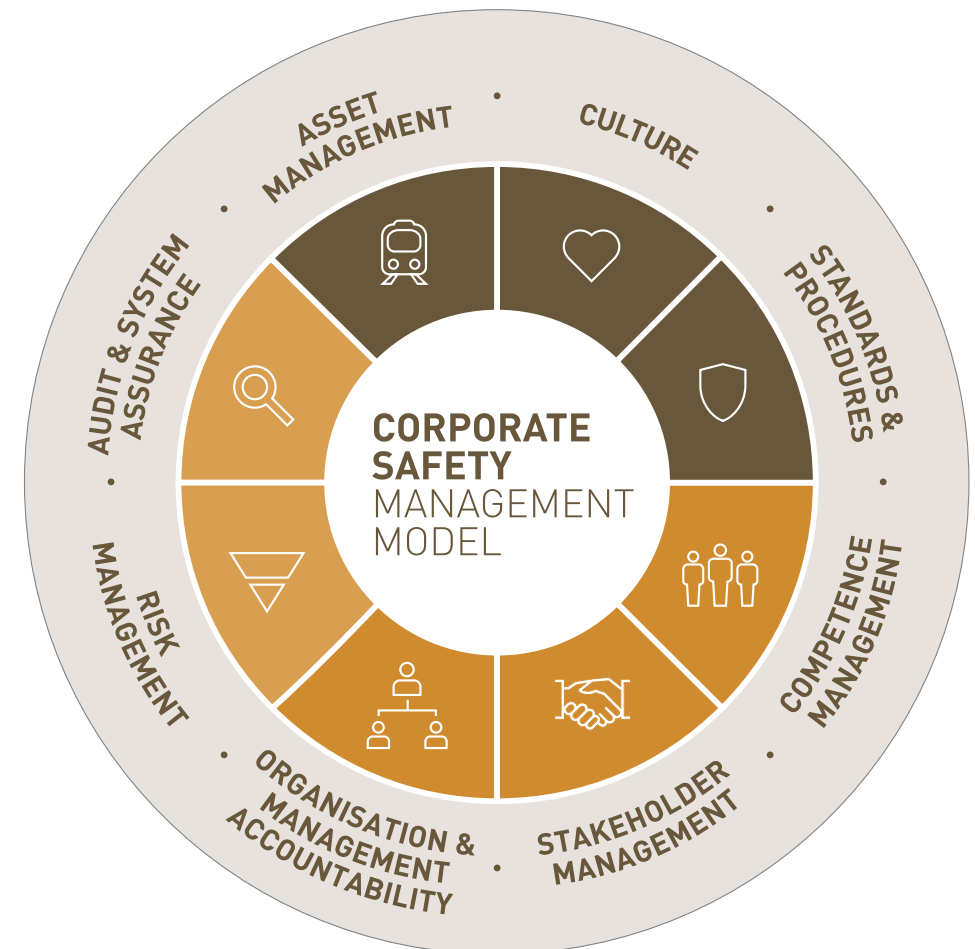 CORPORATE
SAFETY
MANAGEMENT
MODEL
CULTURE
STANDARDS &
PROCEDURES
COMPETENCE
MANAGEMENT
STAKEHOLDER
MANAGEMENT
ORGANISATION &
MANAGEMENT
ACCOUNTABILITY
RISK
MANAGEMENT
AUDIT & SYSTEM
ASSURANCE
ASSET
MANAGEMENT